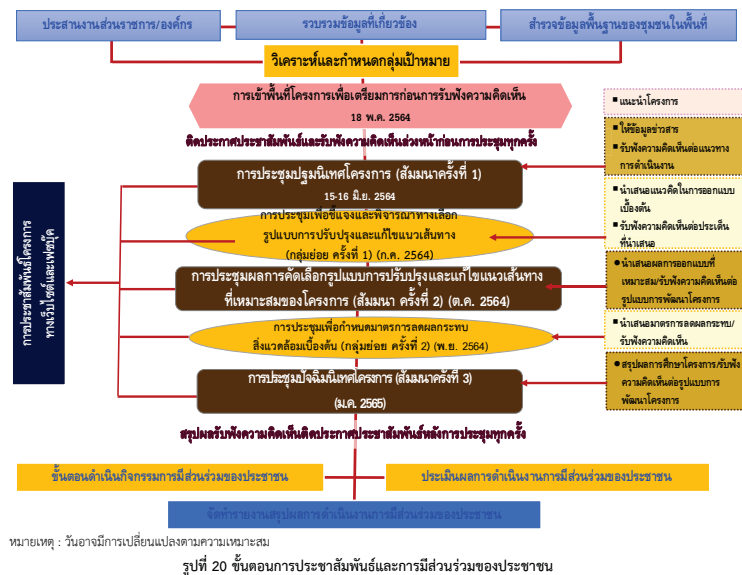 ประสานงานส่วนราชการ/องค์กร
รวบรวมข้อมูลที่เกี่ยวข้อง
สำรวจข้อมูลพื้นฐานของชุมชนในพื้นที่
วิเคราะห์และกำหนดกลุ่มเป้าหมาย
การเข้าพื้นที่โครงการเพื่อเตรียมการก่อนการรับฟังความคิดเห็น
18 พ.ค. 2564
ติดประกาศประชาสัมพันธ์และรับฟังความคิดเห็นล่วงหน้าก่อนการประชุมทุกครั้ง
▪ แนะนำโครงการ
▪ ให้ข้อมูลข่าวสาร
▪ รับฟังความคิดเห็นต่อแนวทาง
การดำเนินงาน
การประชุมปฐมนิเทศโครงการ (สัมมนาครั้งที่ 1)
15-16 มิ.ย. 2564
การประชุมเพื่อชี้แจงและพิจารณาทางเลือก
รูปแบบการปรับปรุงและแก้ไขแนวเส้นทาง
(กลุ่มย่อย ครั้งที่ 1) (ก.ค. 2564)
▪ นำเสนอแนวคิดในการออกแบบ
เบื้องต้น
▪ รับฟังความคิดเห็นต่อประเด็น
ที่นำเสนอ
การประชุมผลการคัดเลือกรูปแบบการปรับปรุงและแก้ไขแนวเส้นทาง
ที่เหมาะสมของโครงการ (สัมมนา ครั้งที่ 2) (ต.ค. 2564)
● นำเสนอผลการออกแบบที่
เหมาะสม/รับฟังความคิดเห็นต่อ
รูปแบบการพัฒนาโครงการ
การประชุมเพื่อกำหนดมาตรการลดผลกระทบ
สิ่งแวดล้อมเบื้องต้น (กลุ่มย่อย ครั้งที่ 2) (พ.ย. 2564)
▪ นำเสนอมาตรการลดผลกระทบ/
รับฟังความคิดเห็น
การประชุมปัจฉิมนิเทศโครงการ (สัมมนาครั้งที่ 3)
(ม.ค. 2565)
● สรุปผลการศึกษาโครงการ/รับฟัง
ความคิดเห็นต่อรูปแบบการ
พัฒนาโครงการ
การประชาสัมพันธ์โครงการ
ทางเว็บไซต์และเฟซบุ๊ค
สรุปผลรับฟังความคิดเห็นติดประกาศประชาสัมพันธ์หลังการประชุมทุกครั้ง
ขั้นตอนดำเนินกิจกรรมการมีส่วนร่วมของประชาชน
ประเมินผลการดำเนินงานการมีส่วนร่วมของประชาชน
จัดทำรายงานสรุปผลการดำเนินงานการมีส่วนร่วมของประชาชน
หมายเหตุ : วันอาจมีการเปลี่ยนแปลงตามความเหมาะสม
รูปที่ 20 ขั้นตอนการประชาสัมพันธ์และการมีส่วนร่วมของประชาชน